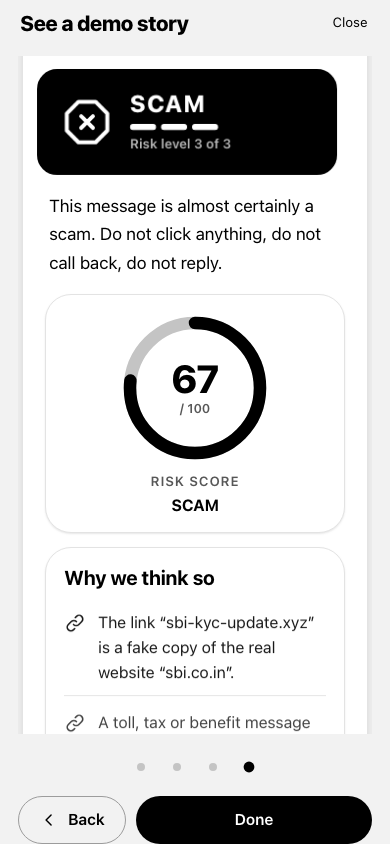 See a demo story
Close
SCAM
Risk level 3 of 3
This message is almost certainly a
scam. Do not click anything, do not
call back, do not reply.
67
/ 100
RISK SCORE
SCAM
Why we think so
The link “sbi-kyc-update.xyz”
is a fake copy of the real
website “sbi.co.in”.
A toll, tax or benefit message
Back
Done